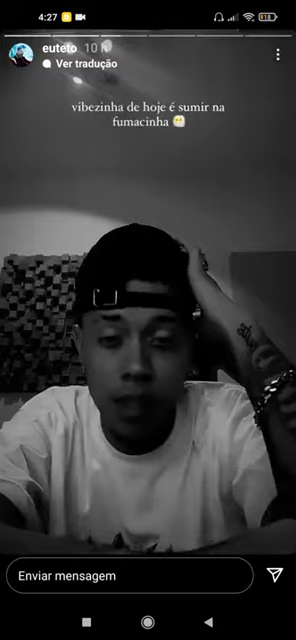 4:27
euteto 10 h
Ver tradução
vibezinha de hoje é sumir na
fumacinha 😶‍🌫️
Enviar mensagem